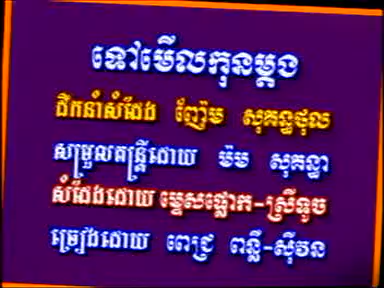 ទៅមើលកុនម្ដង
ដឹកនាំសំដែង ញ៉ែម សុគន្ធថុល
សម្រួលតន្ត្រីដោយ ម៉ម សុគន្ធា
សំដែងដោយ ម្ទេសផ្លោក-ស្រីទូច
ច្រៀងដោយ ពេជ្រ ពន្លឺ-ស៊ីវន